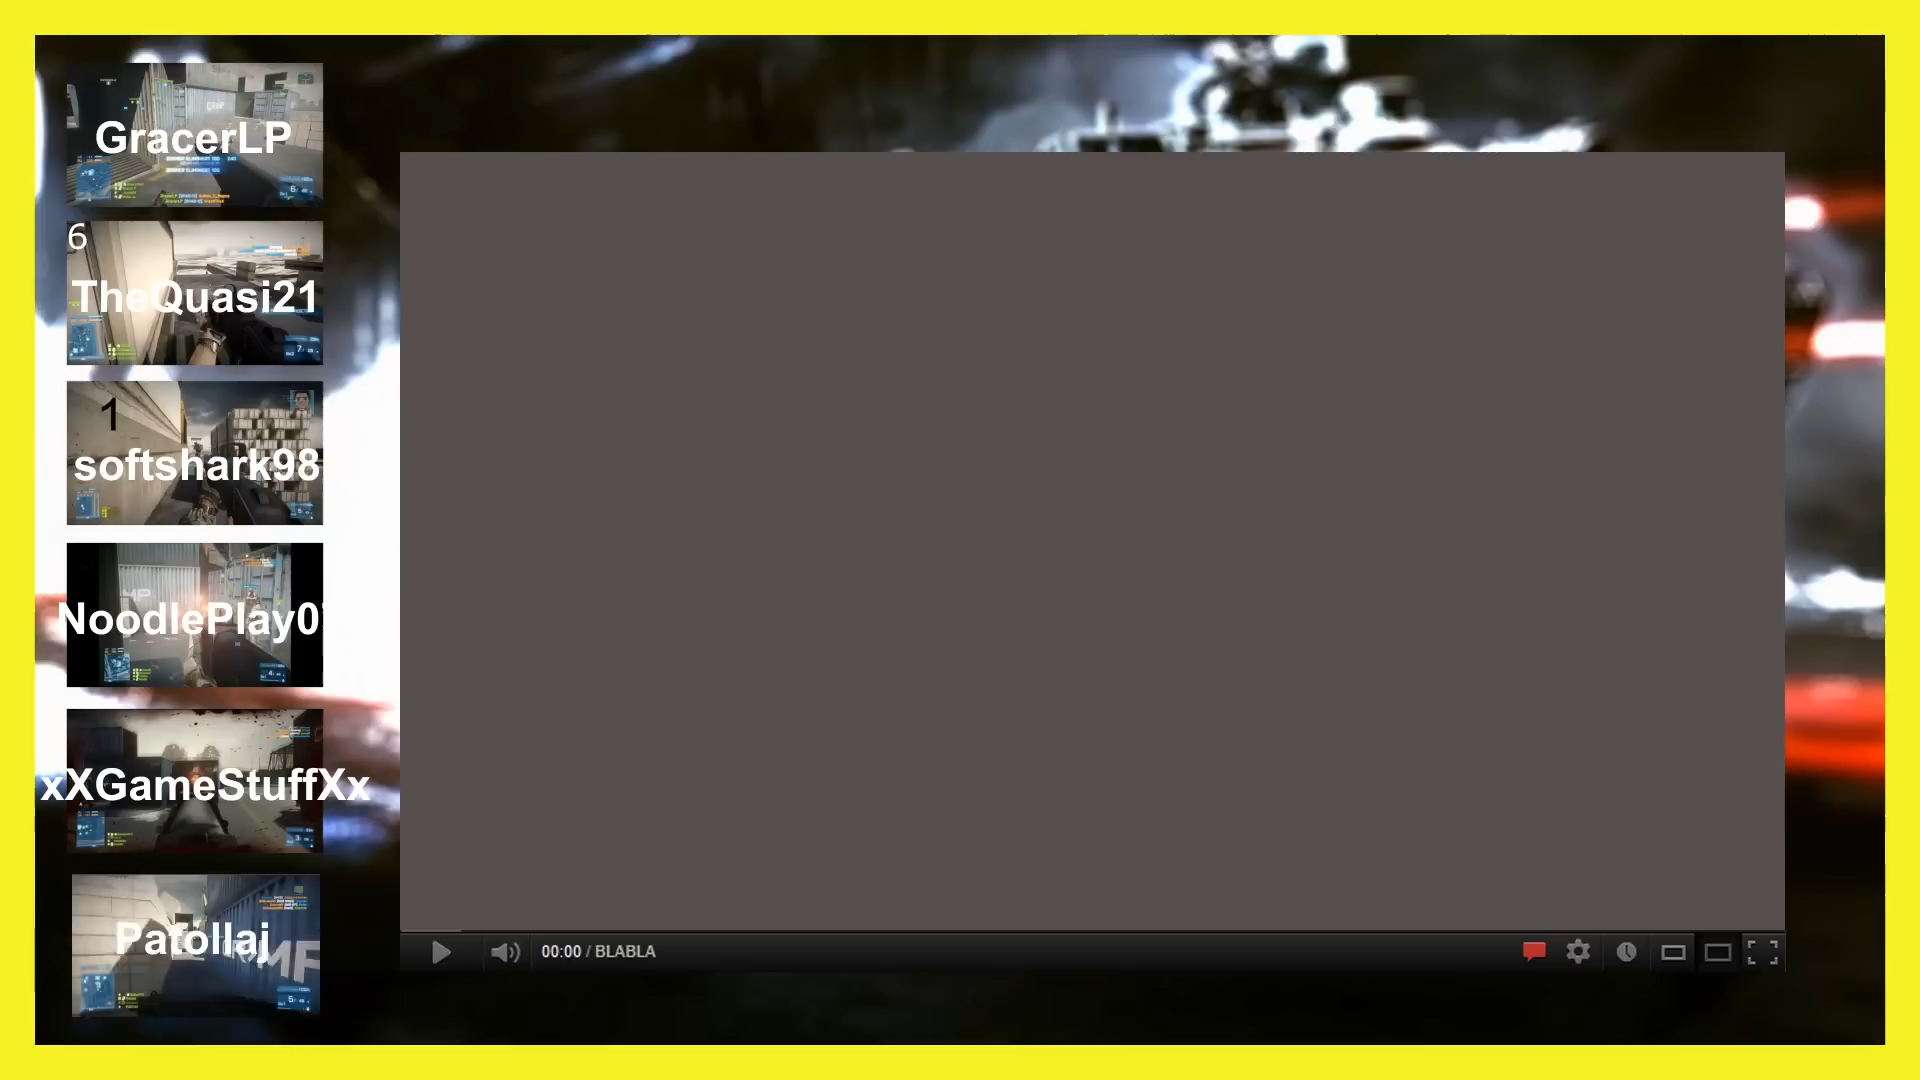 GracerLP
6
TheQuasi21
1
softshark98
NoodlePlay0
xXGameStuffXx
Patollaj
00:00 / BLABLA